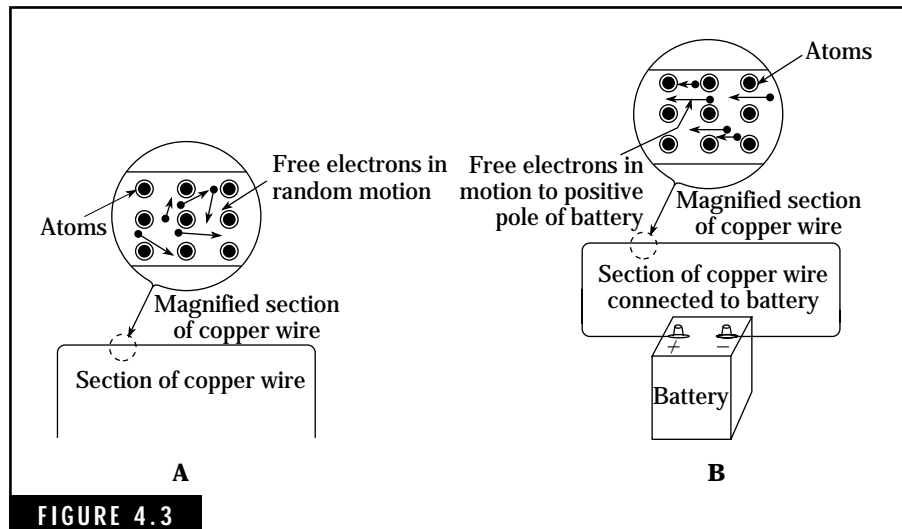 Free electrons in
random motion
Atoms
Magnified section
of copper wire
Section of copper wire
A
Atoms
Free electrons in
motion to positive
pole of battery
Magnified section
of copper wire
Section of copper wire
connected to battery
+ −
Battery
B
FIGURE 4.3